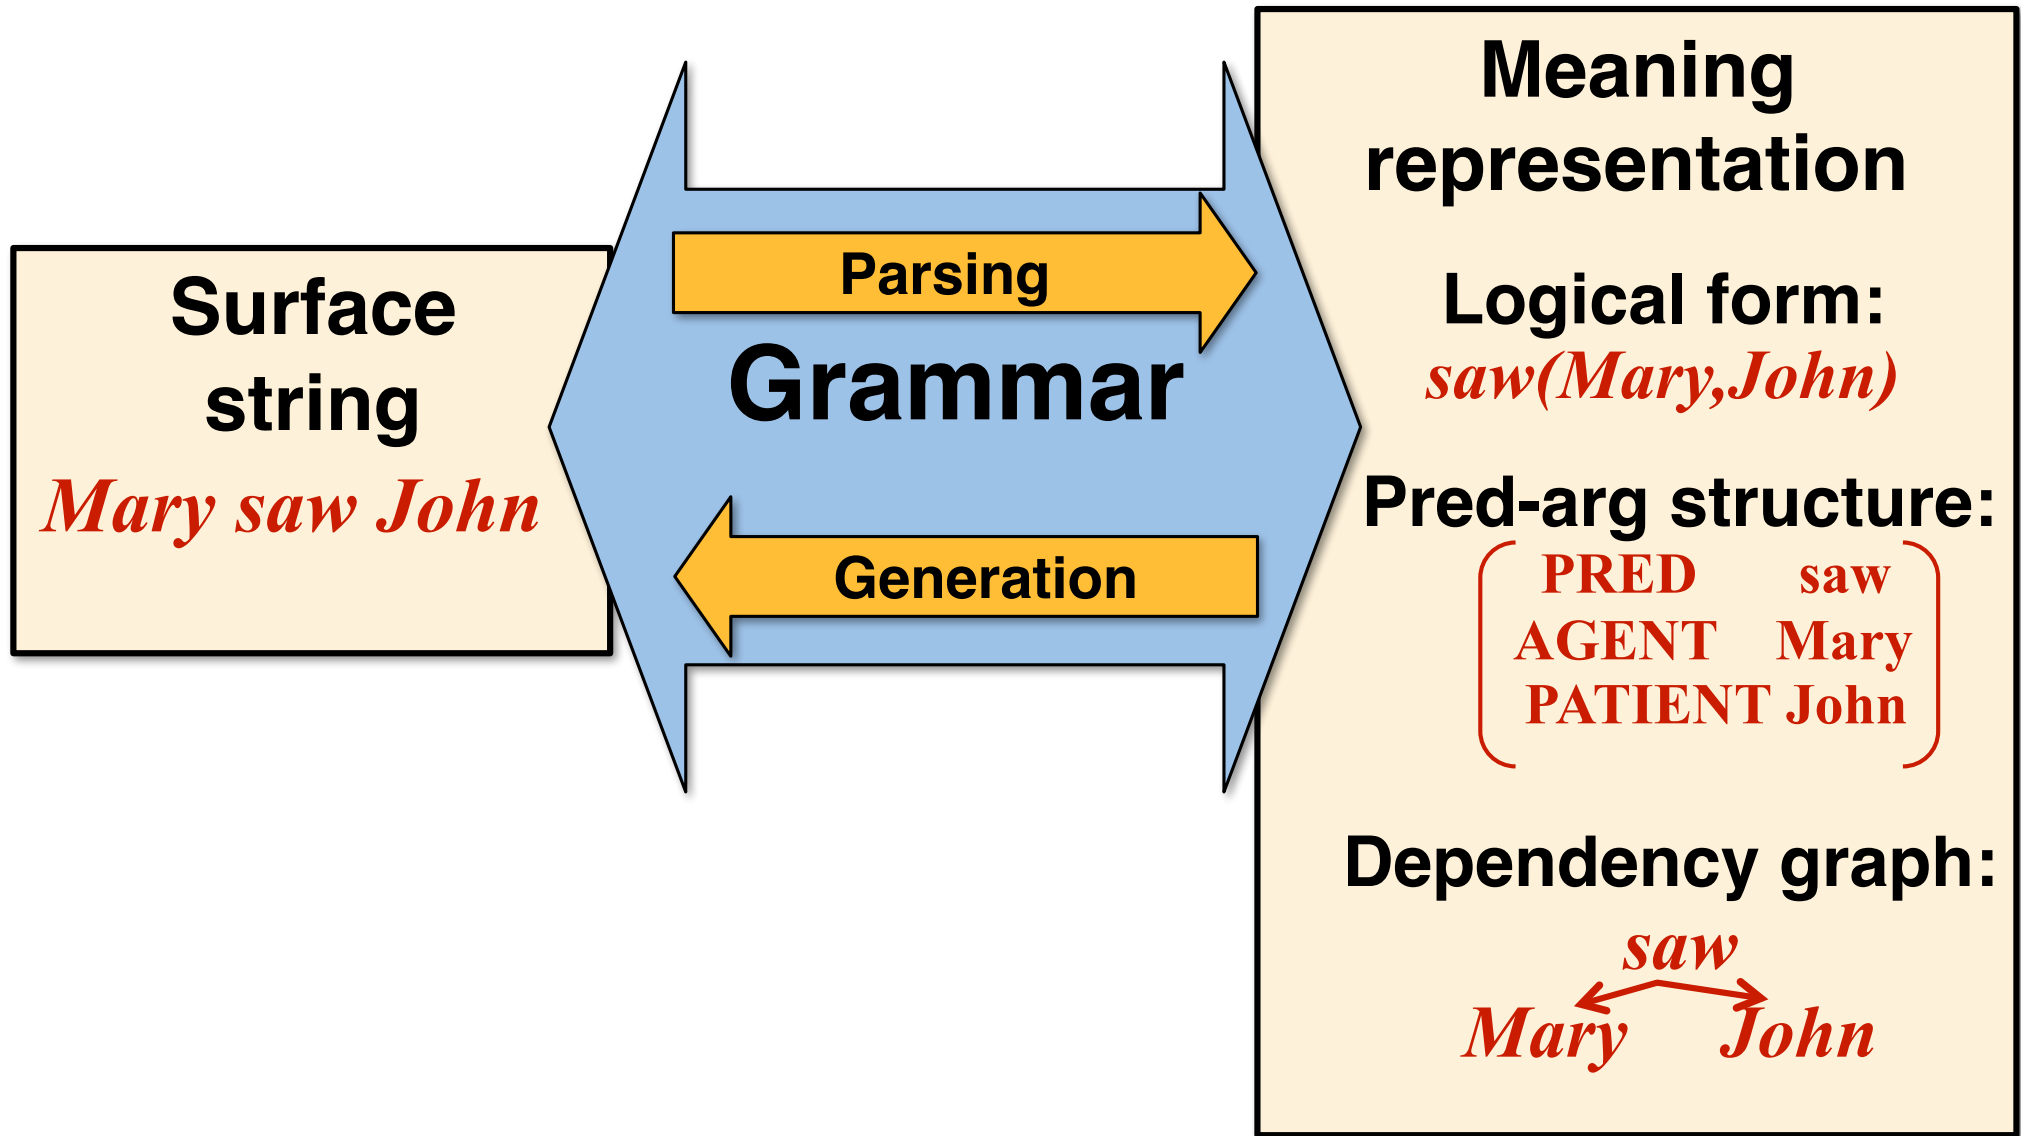 Surface
string
Mary saw John
Parsing
Grammar
Generation
Meaning
representation
Logical form:
saw(Mary,John)
Pred-arg structure:
PRED saw
AGENT Mary
PATIENT John
Dependency graph:
saw
Mary John